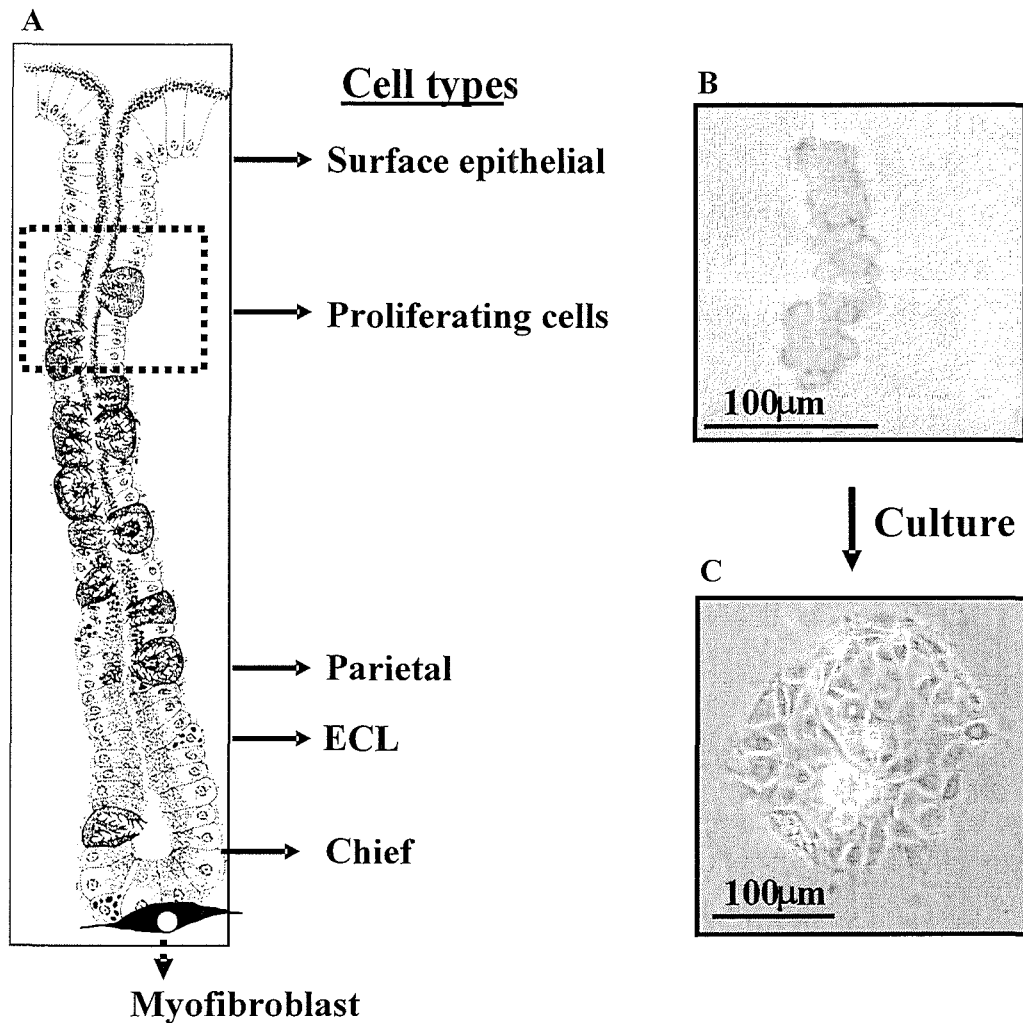 A
Cell types
Surface epithelial
Proliferating cells
Parietal
ECL
Chief
Myofibroblast
B
100µm
Culture
C
100µm